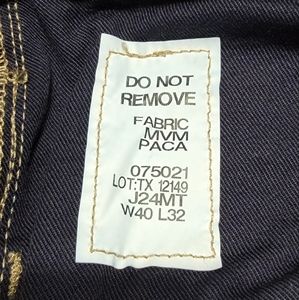 DO NOT
REMOVE
FABRIC
MVM
PACA
075021
LOT:TX 12149
J24MT
W40 L32